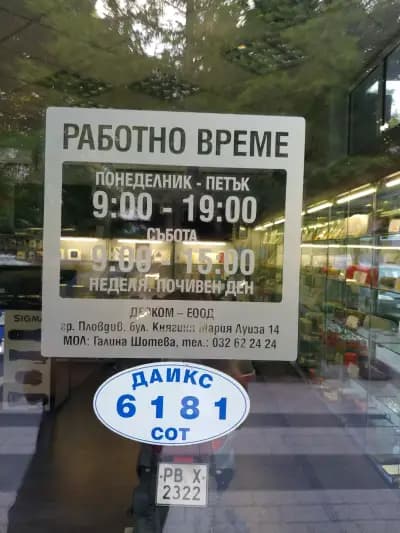 РАБОТНО ВРЕМЕ
ПОНЕДЕЛНИК - ПЕТЪК
9:00 - 19:00
СЪБОТА
9:00 - 15:00
НЕДЕЛЯ: ПОЧИВЕН ДЕН
– ЕООД
гр. Пловдив, бул. Княгиня Мария Луиза 14
МОЛ: Галина Шотева, тел.: 032 62 24 24
SIGMA
ДАИКС
6181
СОТ
РВ X
2322